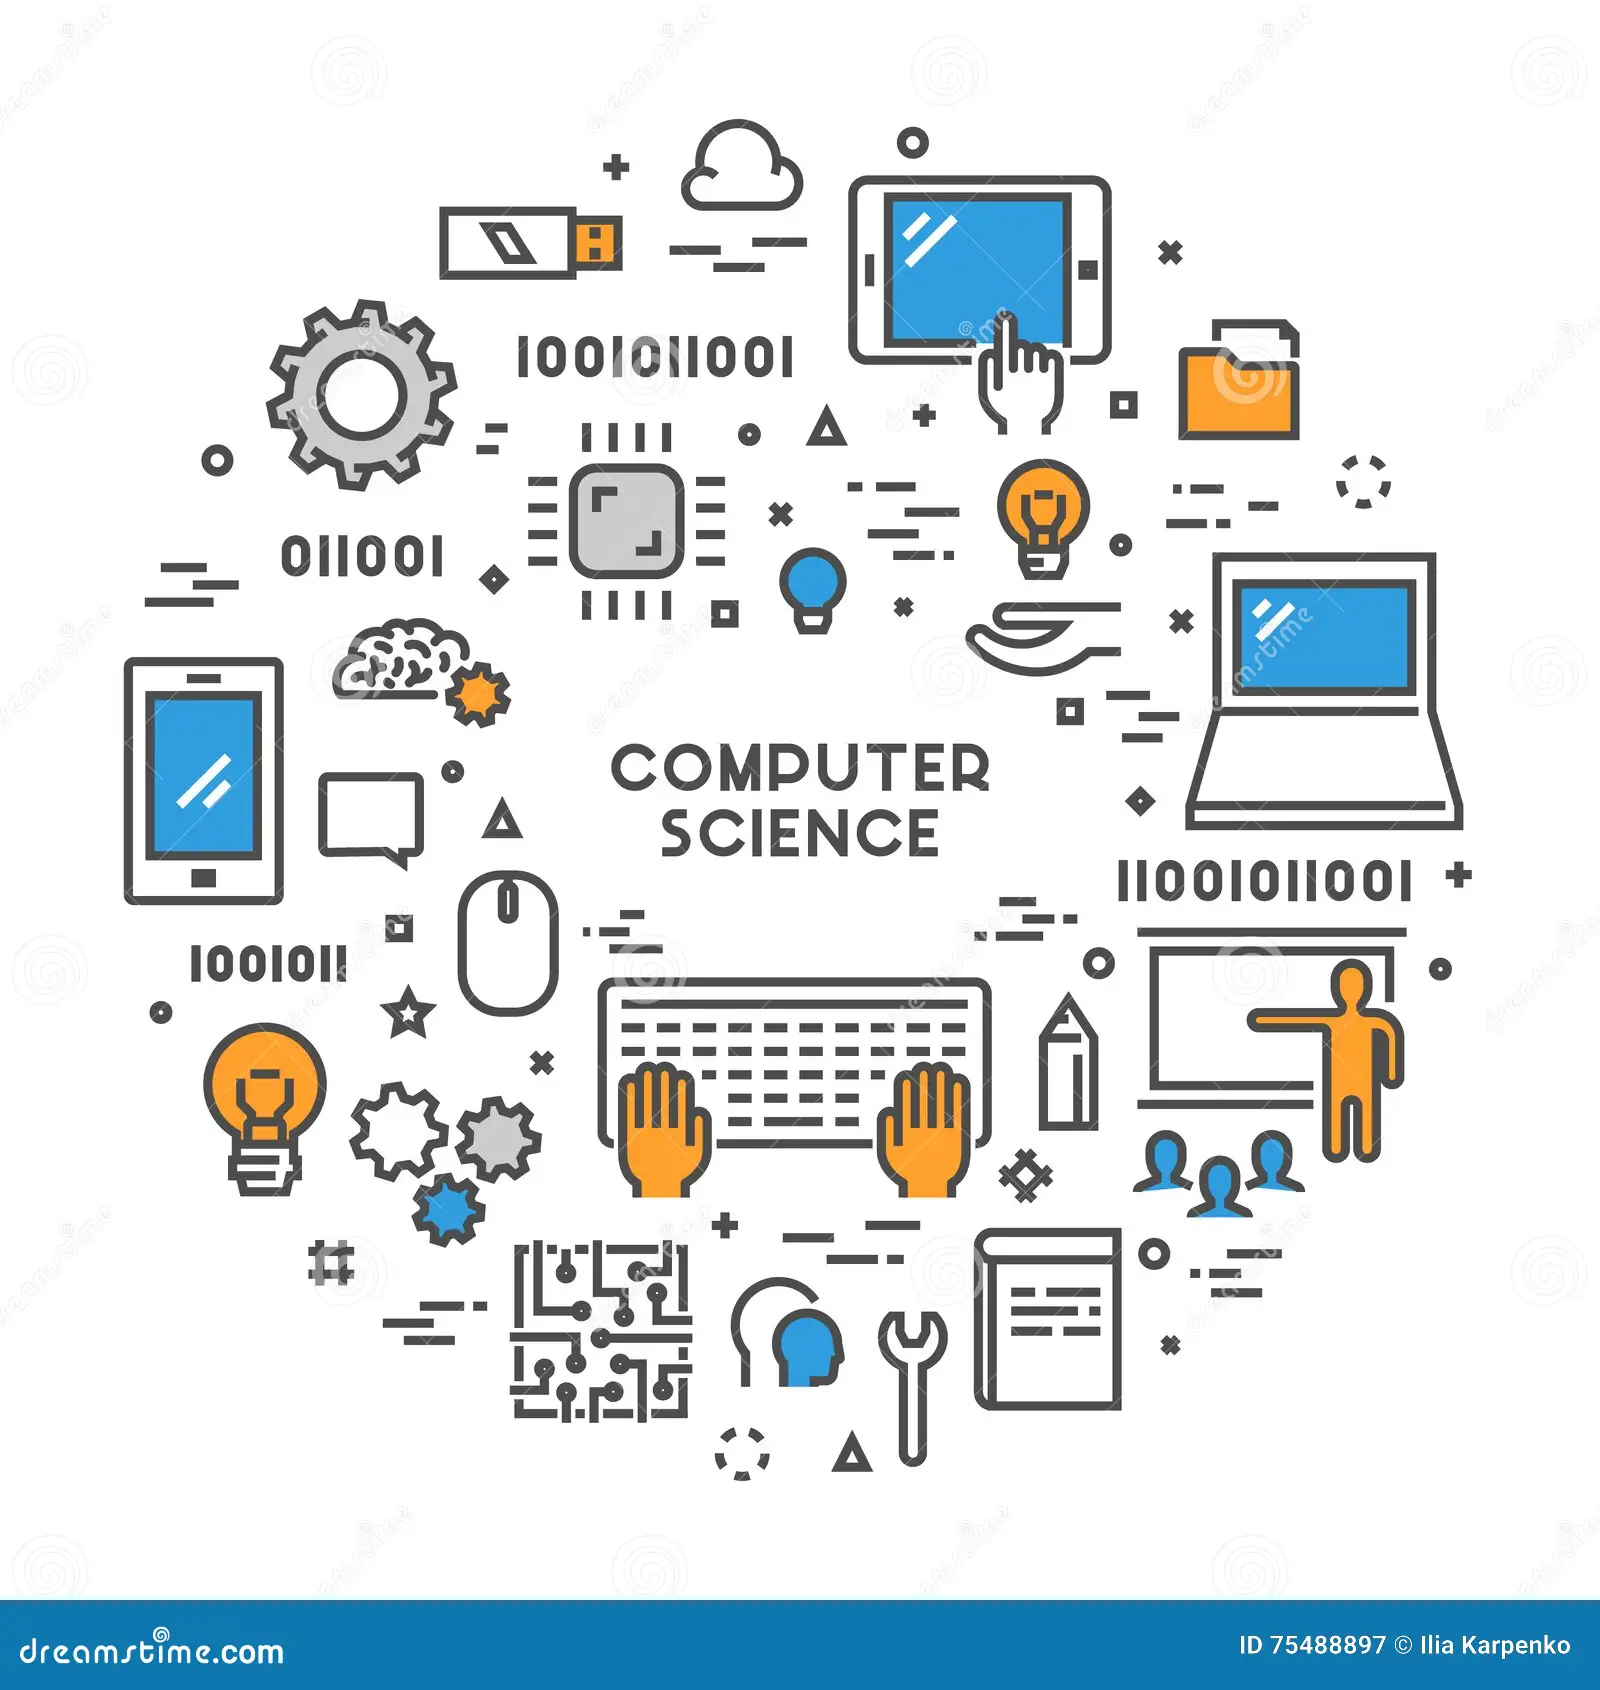 1001011001
011001
COMPUTER
SCIENCE
11001011001
1001011
dreamstime.com
ID 75488897 © Ilia Karpenko